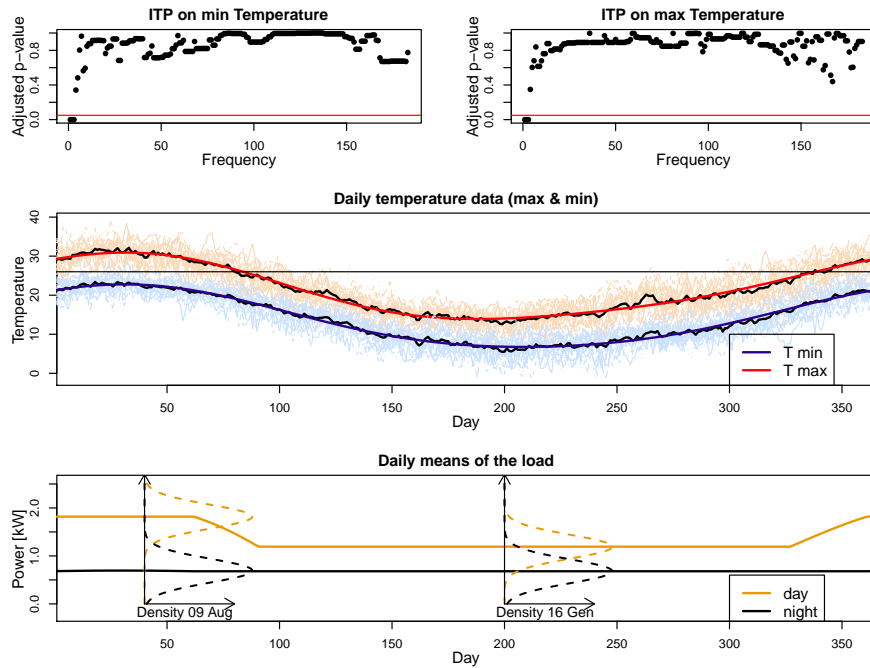 ITP on min Temperature
ITP on max Temperature
Adjusted p−value
0.0
0.4
0.8
0
50
100
150
Frequency
Adjusted p−value
0.0
0.4
0.8
0
50
100
150
Frequency
Daily temperature data (max & min)
Temperature
0
10
20
30
40
T min
T max
50
100
150
200
250
300
350
Day
Daily means of the load
Power [kW]
0.0
1.0
2.0
Density 09 Aug
Density 16 Gen
day
night
50
100
150
200
250
300
350
Day